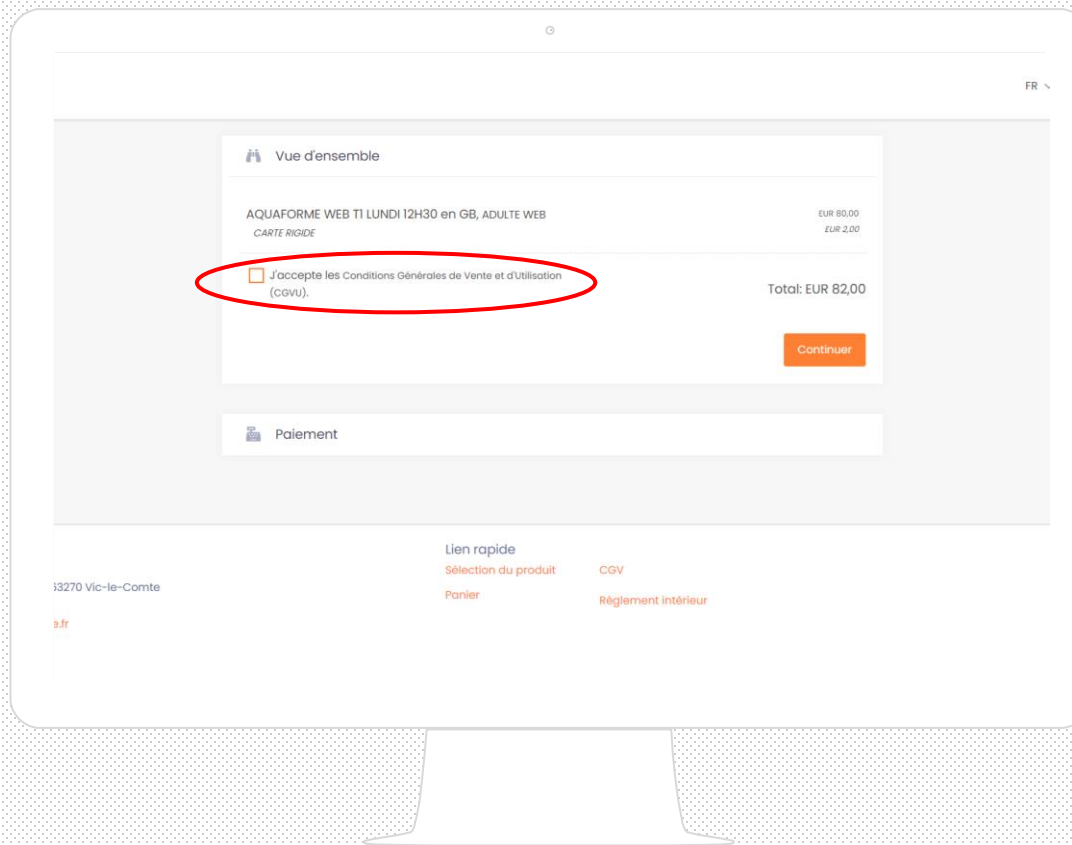 FR
Vue d'ensemble
AQUAFORME WEB T1 LUNDI 12H30 en GB, ADULTE WEB
EUR 80,00
CARTE RIGIDE
EUR 2,00
J'accepte les Conditions Générales de Vente et d'Utilisation
(CGVU).
Total: EUR 82,00
Continuer
Paiement
Lien rapide
Sélection du produit
CGV
63270 Vic-le-Comte
Panier
Règlement intérieur
e.fr